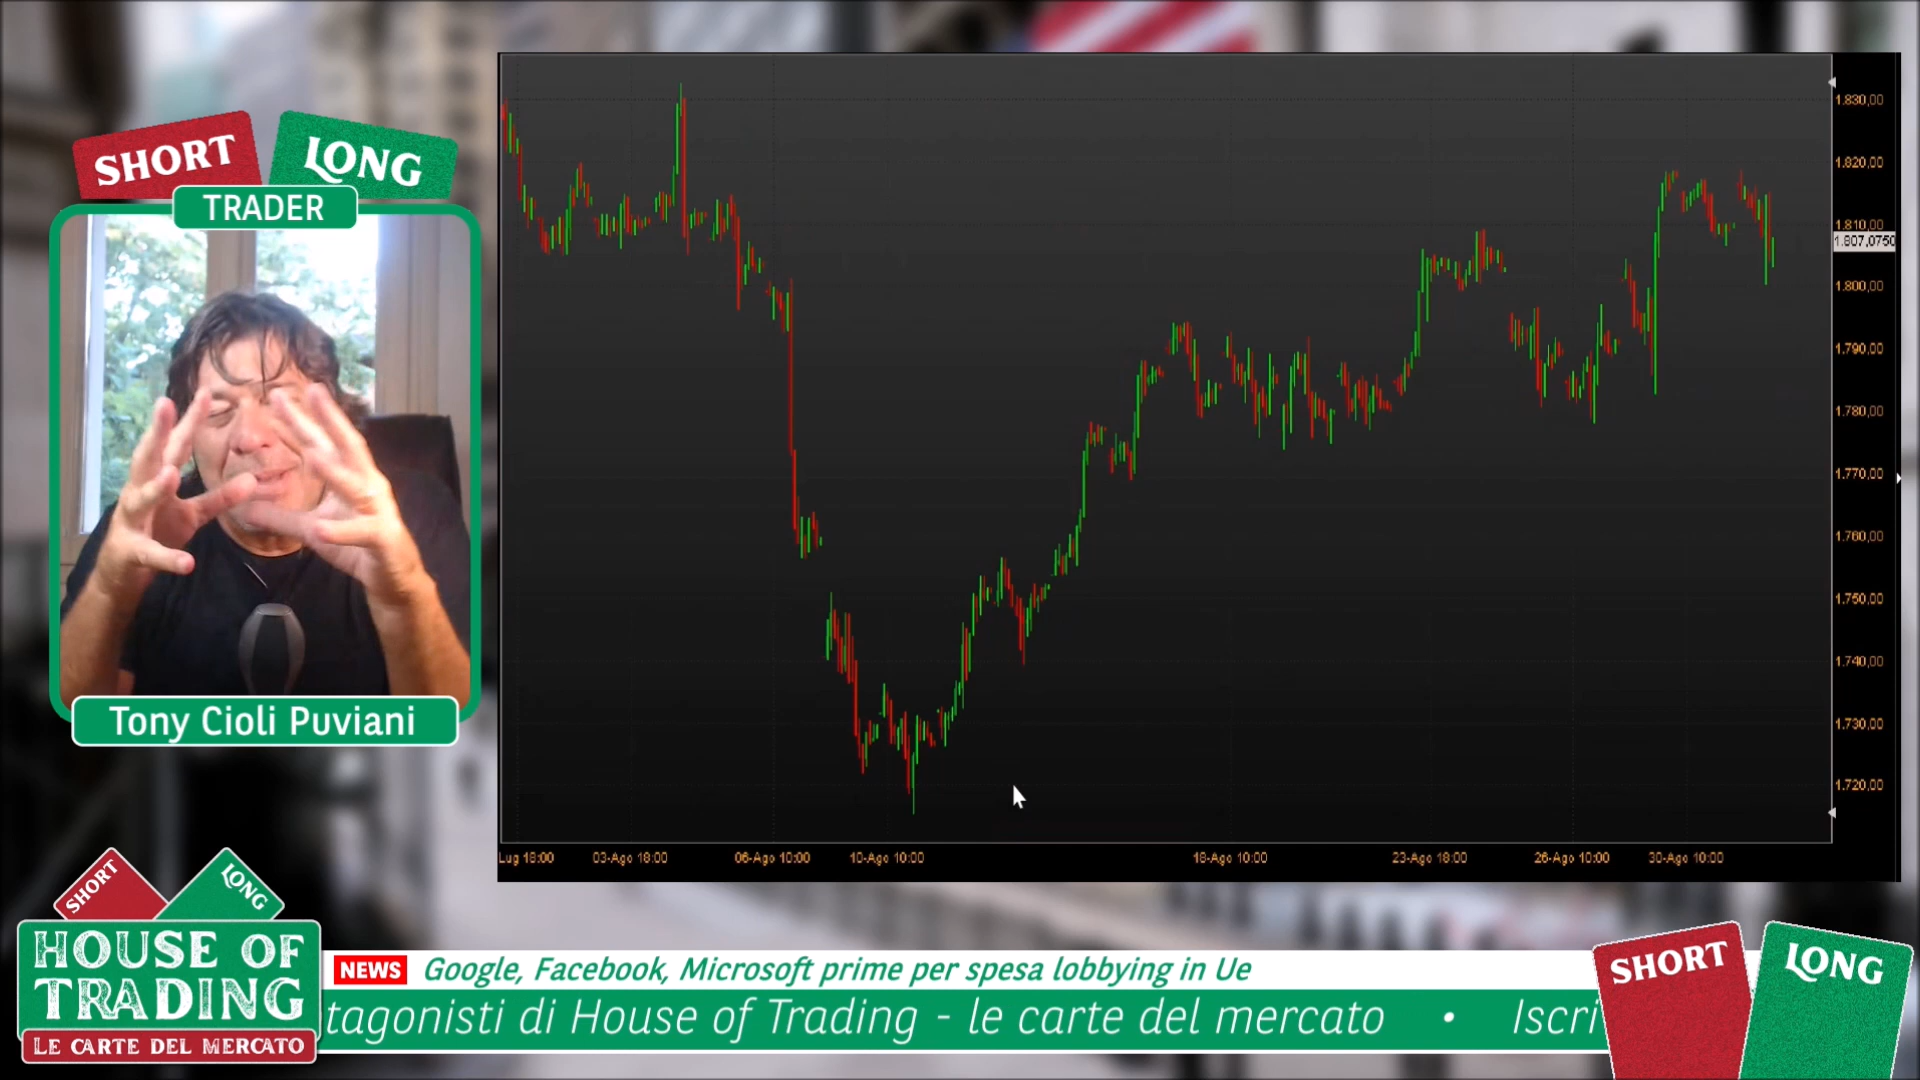 SHORT
LONG
TRADER
Tony Cioli Puviani
1.830,00
1.820,00
1.810,00
1.807,0750
1.800,00
1.790,00
1.780,00
1.770,00
1.760,00
1.750,00
1.740,00
1.730,00
1.720,00
Lug 18:00
03-Ago 18:00
06-Ago 10:00
10-Ago 10:00
18-Ago 10:00
23-Ago 18:00
26-Ago 10:00
30-Ago 10:00
SHORT
LONG
HOUSE OF
TRADING
LE CARTE DEL MERCATO
NEWS Google, Facebook, Microsoft prime per spesa lobbying in Ue
tagonisti di House of Trading - le carte del mercato • Iscri
SHORT
LONG